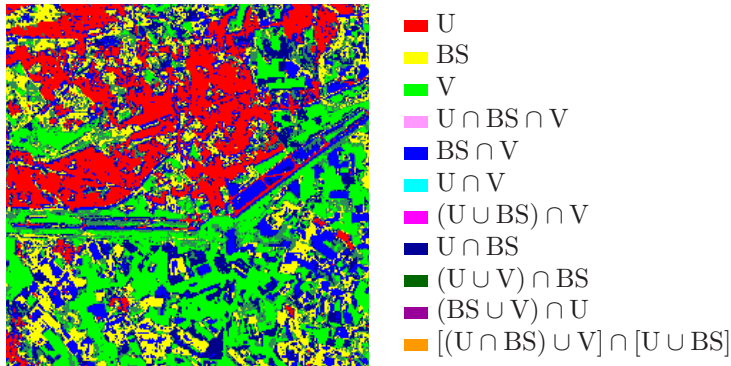 U
BS
V
U ∩ BS ∩ V
BS ∩ V
U ∩ V
(U ∪ BS) ∩ V
U ∩ BS
(U ∪ V) ∩ BS
(BS ∪ V) ∩ U
[(U ∩ BS) ∪ V] ∩ [U ∪ BS]